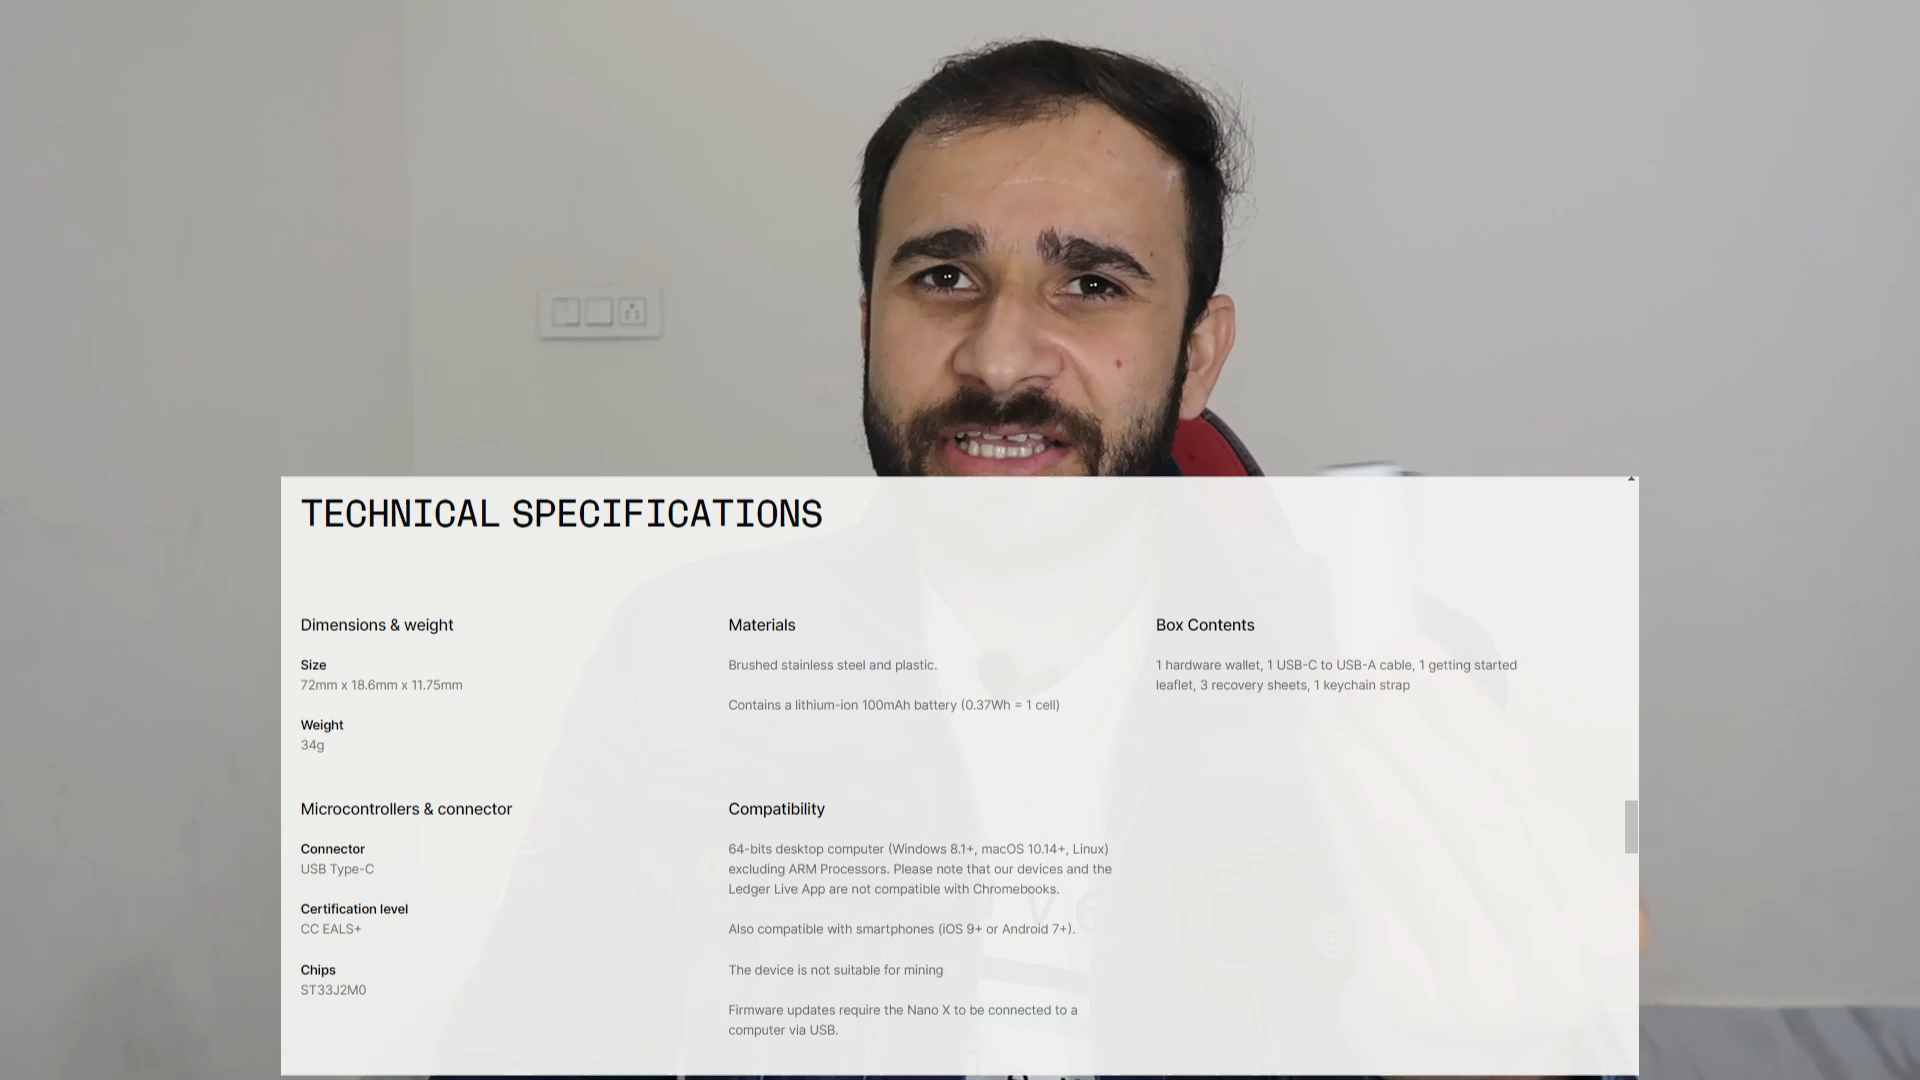 TECHNICAL SPECIFICATIONS
Dimensions & weight
Size
72mm x 18.6mm x 11.75mm
Weight
34g
Materials
Brushed stainless steel and plastic.
Contains a lithium-ion 100mAh battery (0.37Wh = 1 cell)
Box Contents
1 hardware wallet, 1 USB-C to USB-A cable, 1 getting started
leaflet, 3 recovery sheets, 1 keychain strap
Microcontrollers & connector
Connector
USB Type-C
Certification level
CC EALS+
Chips
ST33J2M0
Compatibility
64-bits desktop computer (Windows 8.1+, macOS 10.14+, Linux)
excluding ARM Processors. Please note that our devices and the
Ledger Live App are not compatible with Chromebooks.
Also compatible with smartphones (iOS 9+ or Android 7+).
The device is not suitable for mining
Firmware updates require the Nano X to be connected to a
computer via USB.